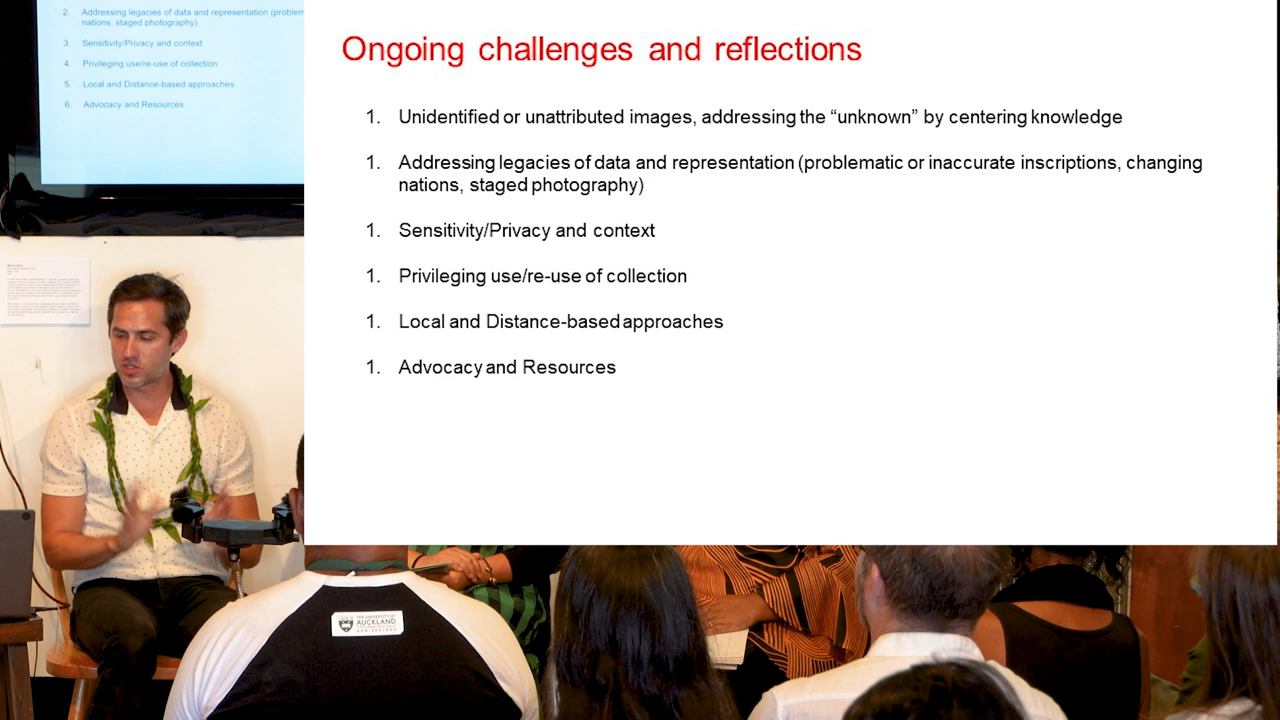 2. Addressing legacies of data and representation (problem
nations, staged photography)
3. Sensitivity/Privacy and context
4. Privileging use/re-use of collection
5. Local and Distance-based approaches
6. Advocacy and Resources
Ongoing challenges and reflections
1. Unidentified or unattributed images, addressing the “unknown” by centering knowledge
1. Addressing legacies of data and representation (problematic or inaccurate inscriptions, changing
nations, staged photography)
1. Sensitivity/Privacy and context
1. Privileging use/re-use of collection
1. Local and Distance-based approaches
1. Advocacy and Resources
THE UNIVERSITY OF
AUCKLAND
NEW ZEALAND